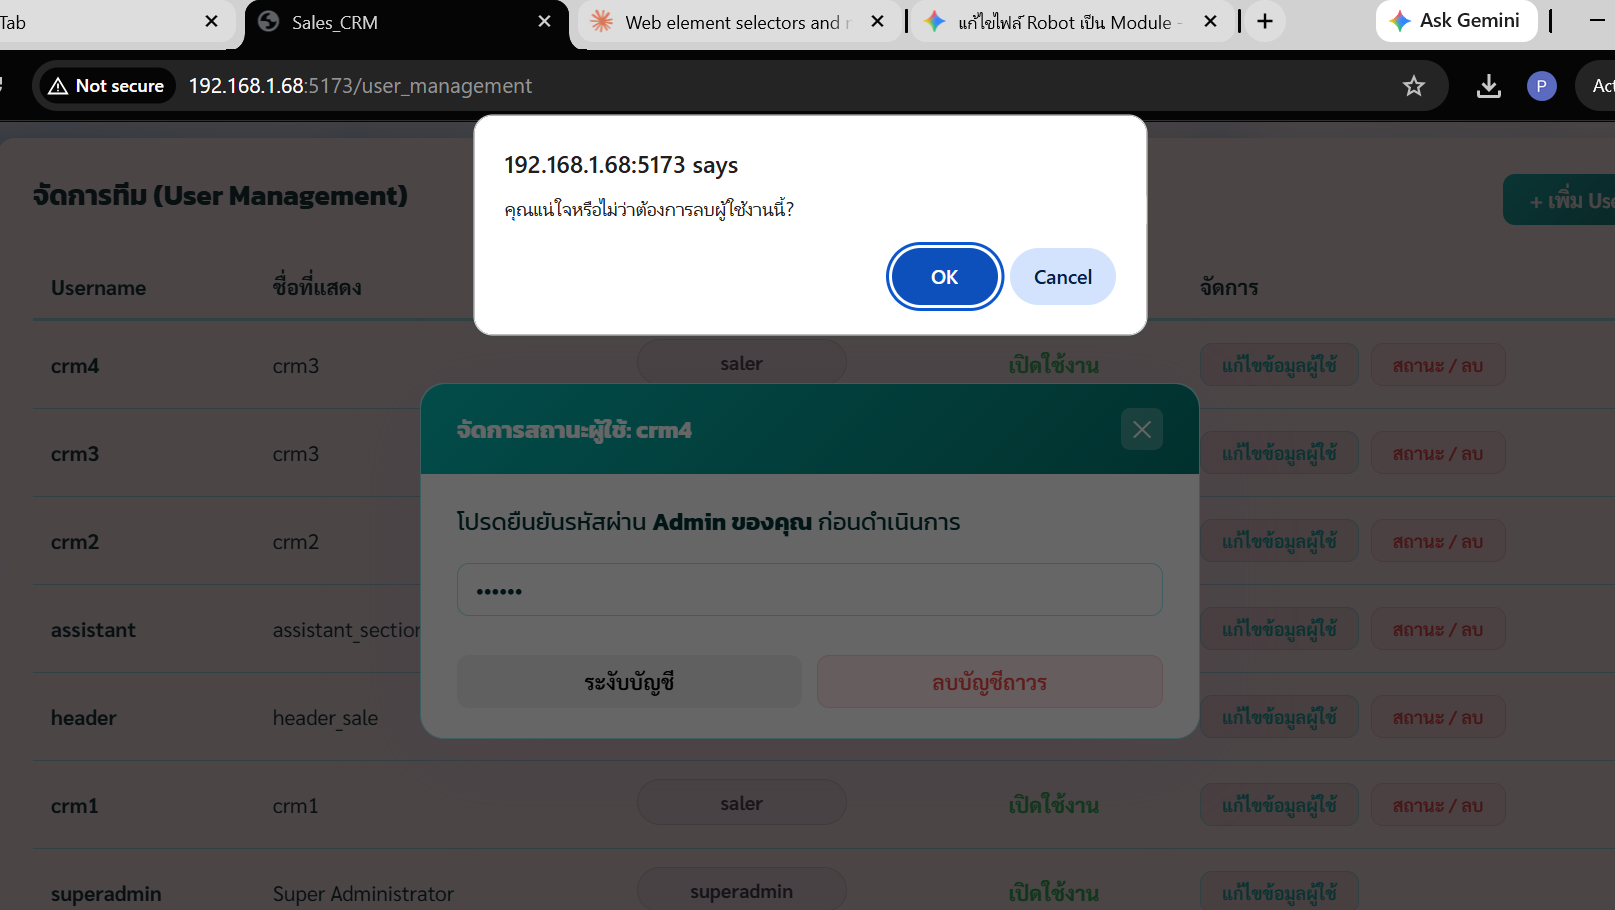 Tab
Sales_CRM
Web element selectors and
แก้ไขไฟล์ Robot เป็น Module -
Ask Gemini
Not secure
192.168.1.68:5173/user_management
P
192.168.1.68:5173 says
คุณแน่ใจหรือไม่ว่าต้องการลบผู้ใช้งานนี้?
OK
Cancel
จัดการทีม (User Management)
+ เพิ่ม
Username
ชื่อที่แสดง
จัดการ
crm4
crm3
saler
เปิดใช้งาน
แก้ไขข้อมูลผู้ใช้
สถานะ / ลบ
จัดการสถานะผู้ใช้: crm4
crm3
crm3
แก้ไขข้อมูลผู้ใช้
สถานะ / ลบ
โปรดยืนยันรหัสผ่าน Admin ของคุณ ก่อนดำเนินการ
••••••
crm2
crm2
แก้ไขข้อมูลผู้ใช้
สถานะ / ลบ
assistant
assistant_section
แก้ไขข้อมูลผู้ใช้
สถานะ / ลบ
ระงับบัญชี
ลบบัญชีถาวร
header
header_sale
แก้ไขข้อมูลผู้ใช้
สถานะ / ลบ
crm1
crm1
saler
เปิดใช้งาน
แก้ไขข้อมูลผู้ใช้
สถานะ / ลบ
superadmin
Super Administrator
superadmin
เปิดใช้งาน
แก้ไขข้อมูลผู้ใช้